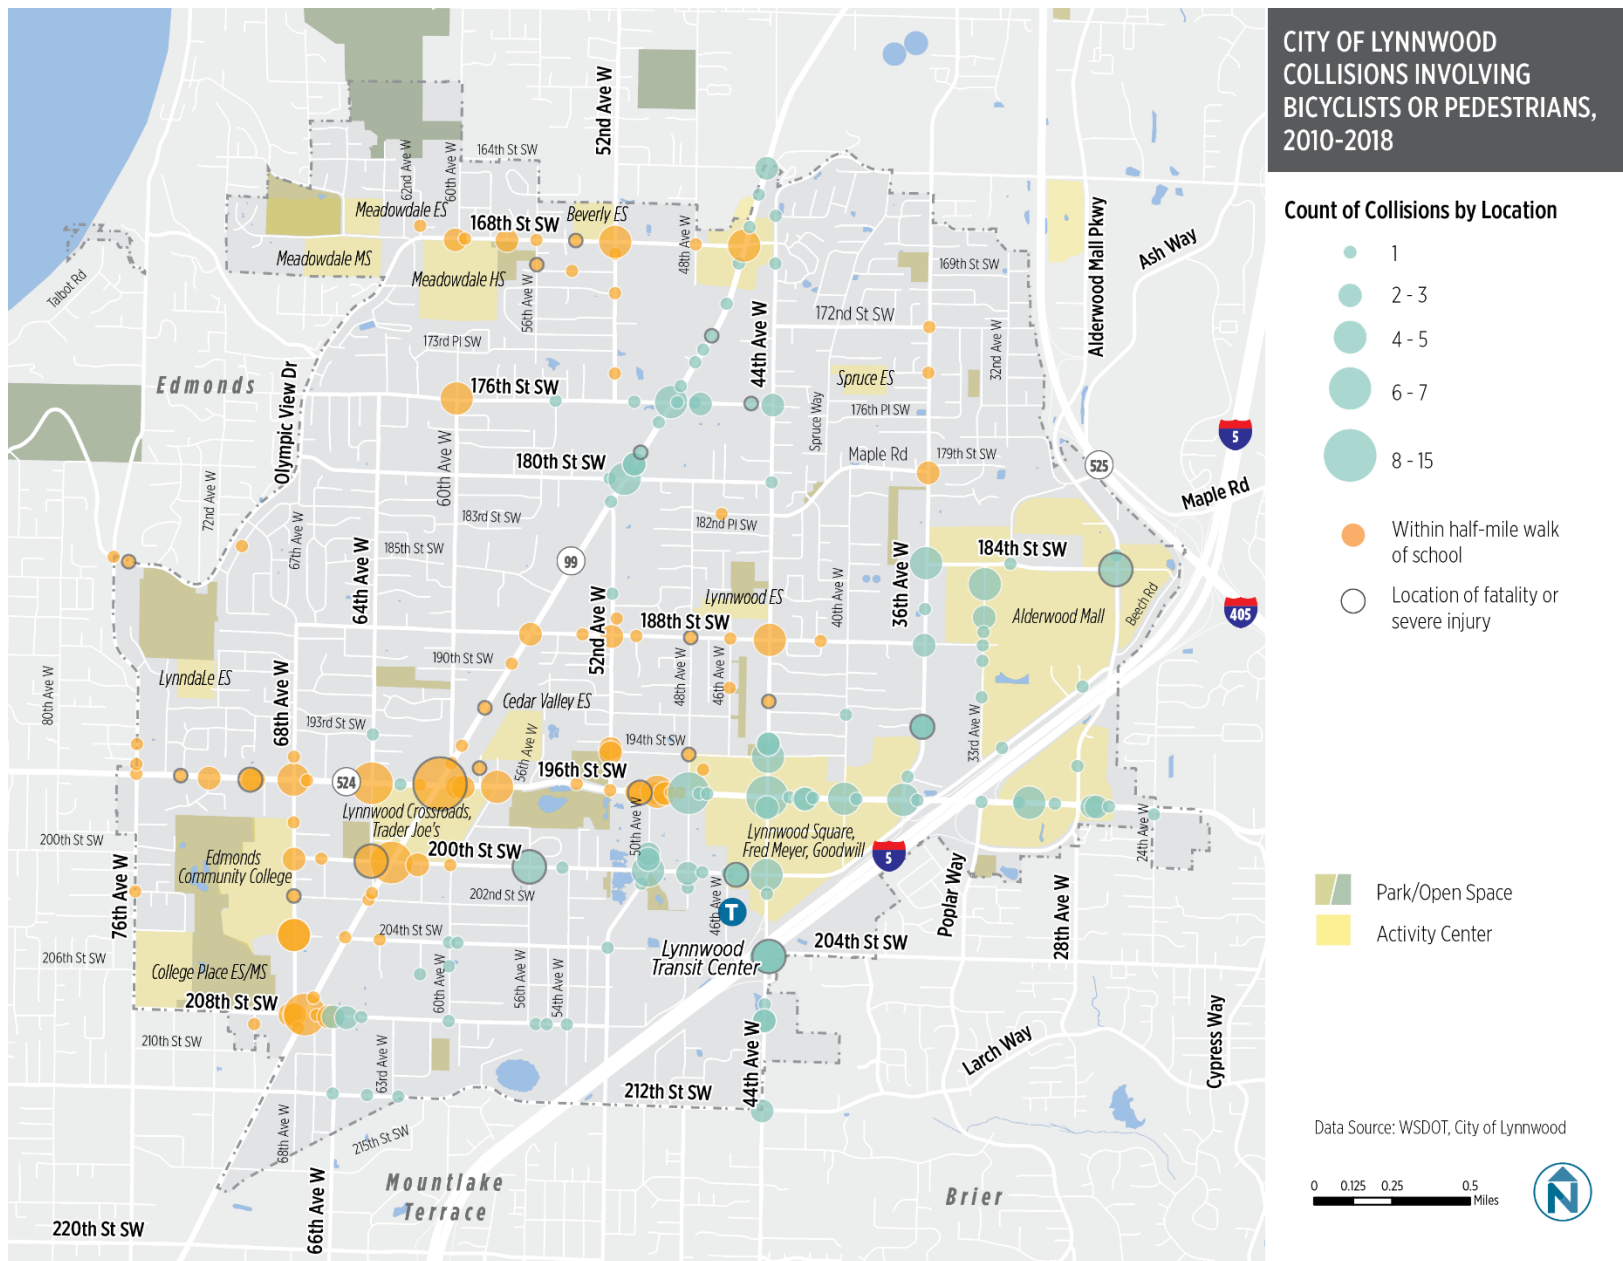 CITY OF LYNNWOOD
COLLISIONS INVOLVING
BICYCLISTS OR PEDESTRIANS,
2010-2018
Count of Collisions by Location
1
2 - 3
4 - 5
6 - 7
8 - 15
Within half-mile walk
of school
Location of fatality or
severe injury
Park/Open Space
Activity Center
Data Source: WSDOT, City of Lynnwood
0
0.125
0.25
0.5
Miles
N
52nd Ave W
164th St SW
62nd Ave W
60th Ave W
Meadowdale ES
168th St SW
Beverly ES
Meadowdale MS
Meadowdale HS
48th Ave W
169th St SW
Alderwood Mall Pkwy
Ash Way
Talbot Rd
56th Ave W
173rd Pl SW
172nd St SW
44th Ave W
32nd Ave W
Edmonds
Olympic View Dr
176th St SW
Spruce ES
176th Pl SW
Spruce Way
5
60th Ave W
180th St SW
Maple Rd
179th St SW
525
Maple Rd
72nd Ave W
67th Ave W
183rd St SW
182nd Pl SW
185th St SW
64th Ave W
99
36th Ave W
184th St SW
Lynnwood ES
40th Ave W
Alderwood Mall
Beech Rd
405
52nd Ave W
188th St SW
190th St SW
48th Ave W
46th Ave W
Lynndale ES
80th Ave W
68th Ave W
193rd St SW
Cedar Valley ES
56th Ave W
194th St SW
33rd Ave W
196th St SW
524
Lynnwood Crossroads,
Trader Joe's
50th Ave W
Lynnwood Square,
Fred Meyer, Goodwill
5
24th Ave W
200th St SW
200th St SW
Edmonds
Community College
202nd St SW
46th Ave W
T
76th Ave W
Poplar Way
28th Ave W
204th St SW
Lynnwood
Transit Center
204th St SW
206th St SW
College Place ES/MS
60th Ave W
56th Ave W
54th Ave W
208th St SW
210th St SW
63rd Ave W
44th Ave W
Larch Way
Cypress Way
212th St SW
68th Ave W
215th St SW
66th Ave W
Mountlake
Terrace
Brier
220th St SW